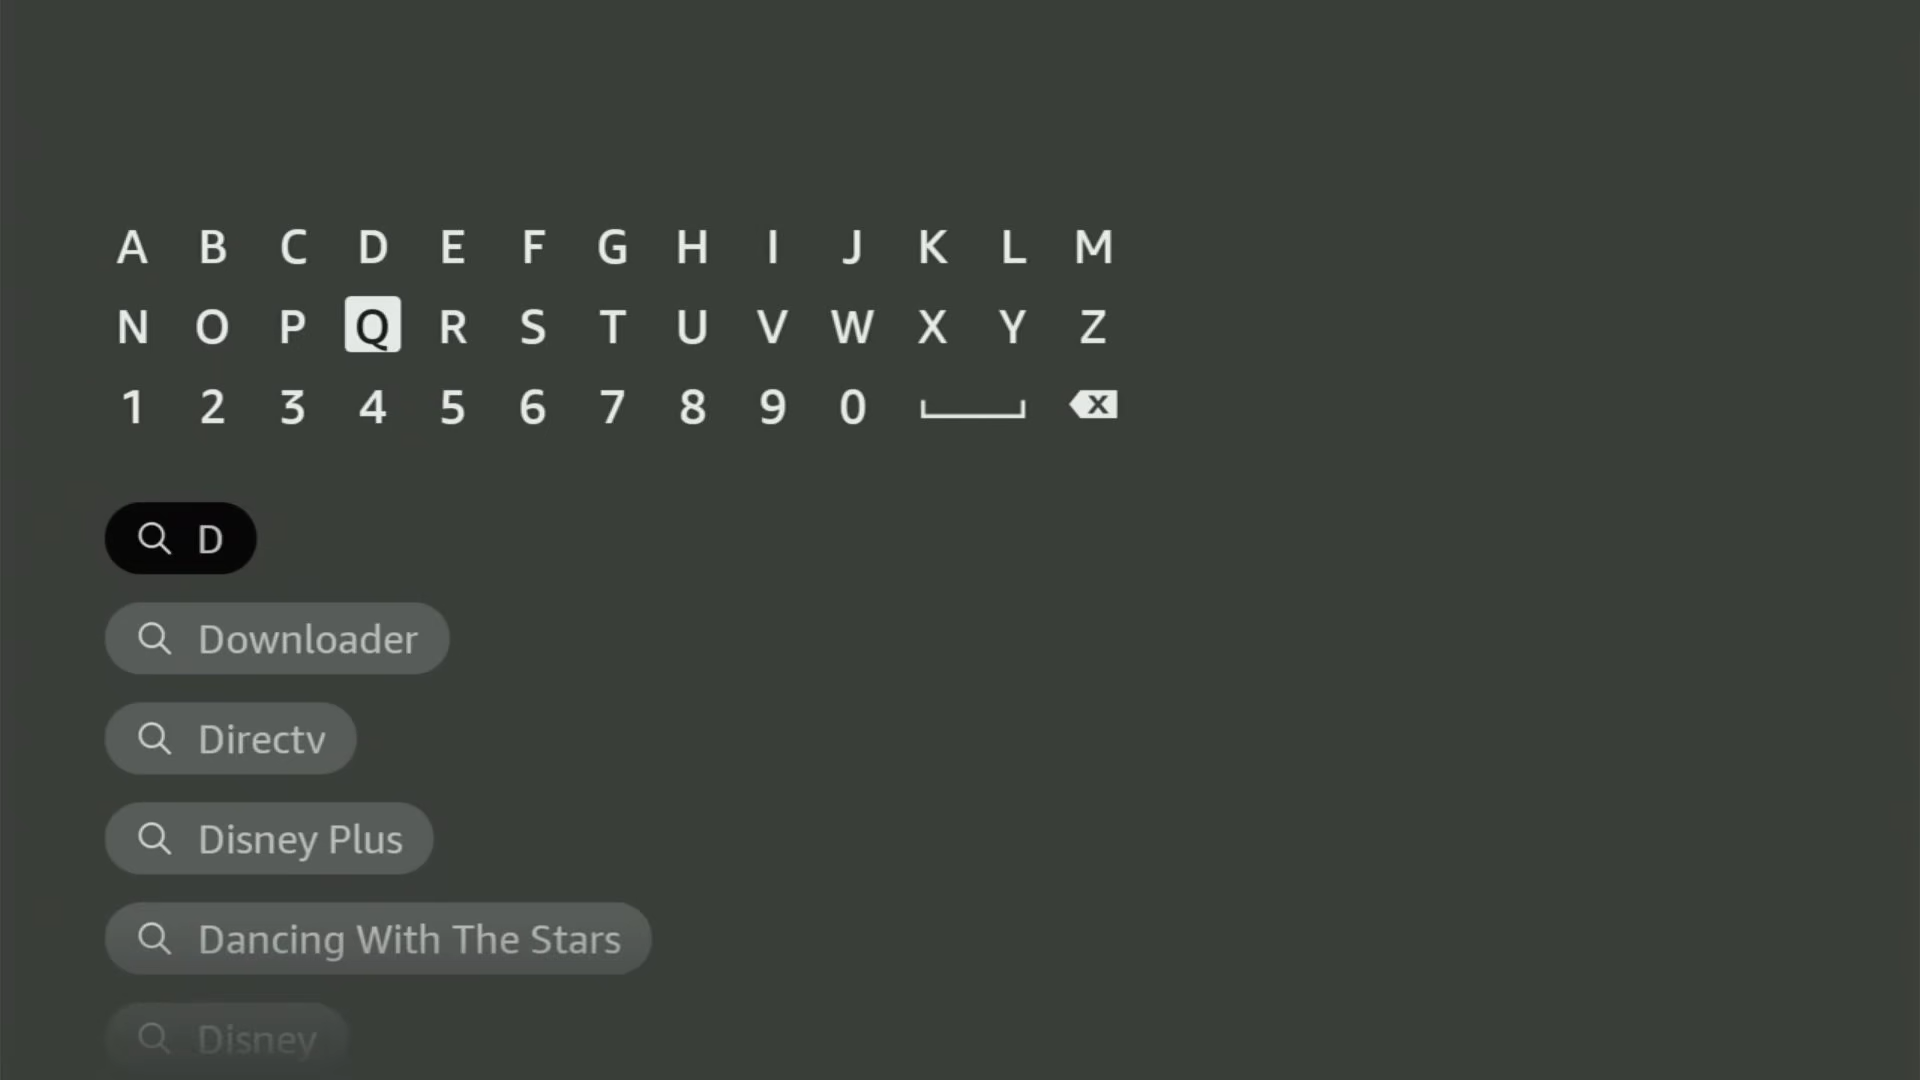 A B C D E F G H I J K L M
N O P Q R S T U V W X Y Z
1 2 3 4 5 6 7 8 9 0
D
Downloader
Directv
Disney Plus
Dancing With The Stars
Disney